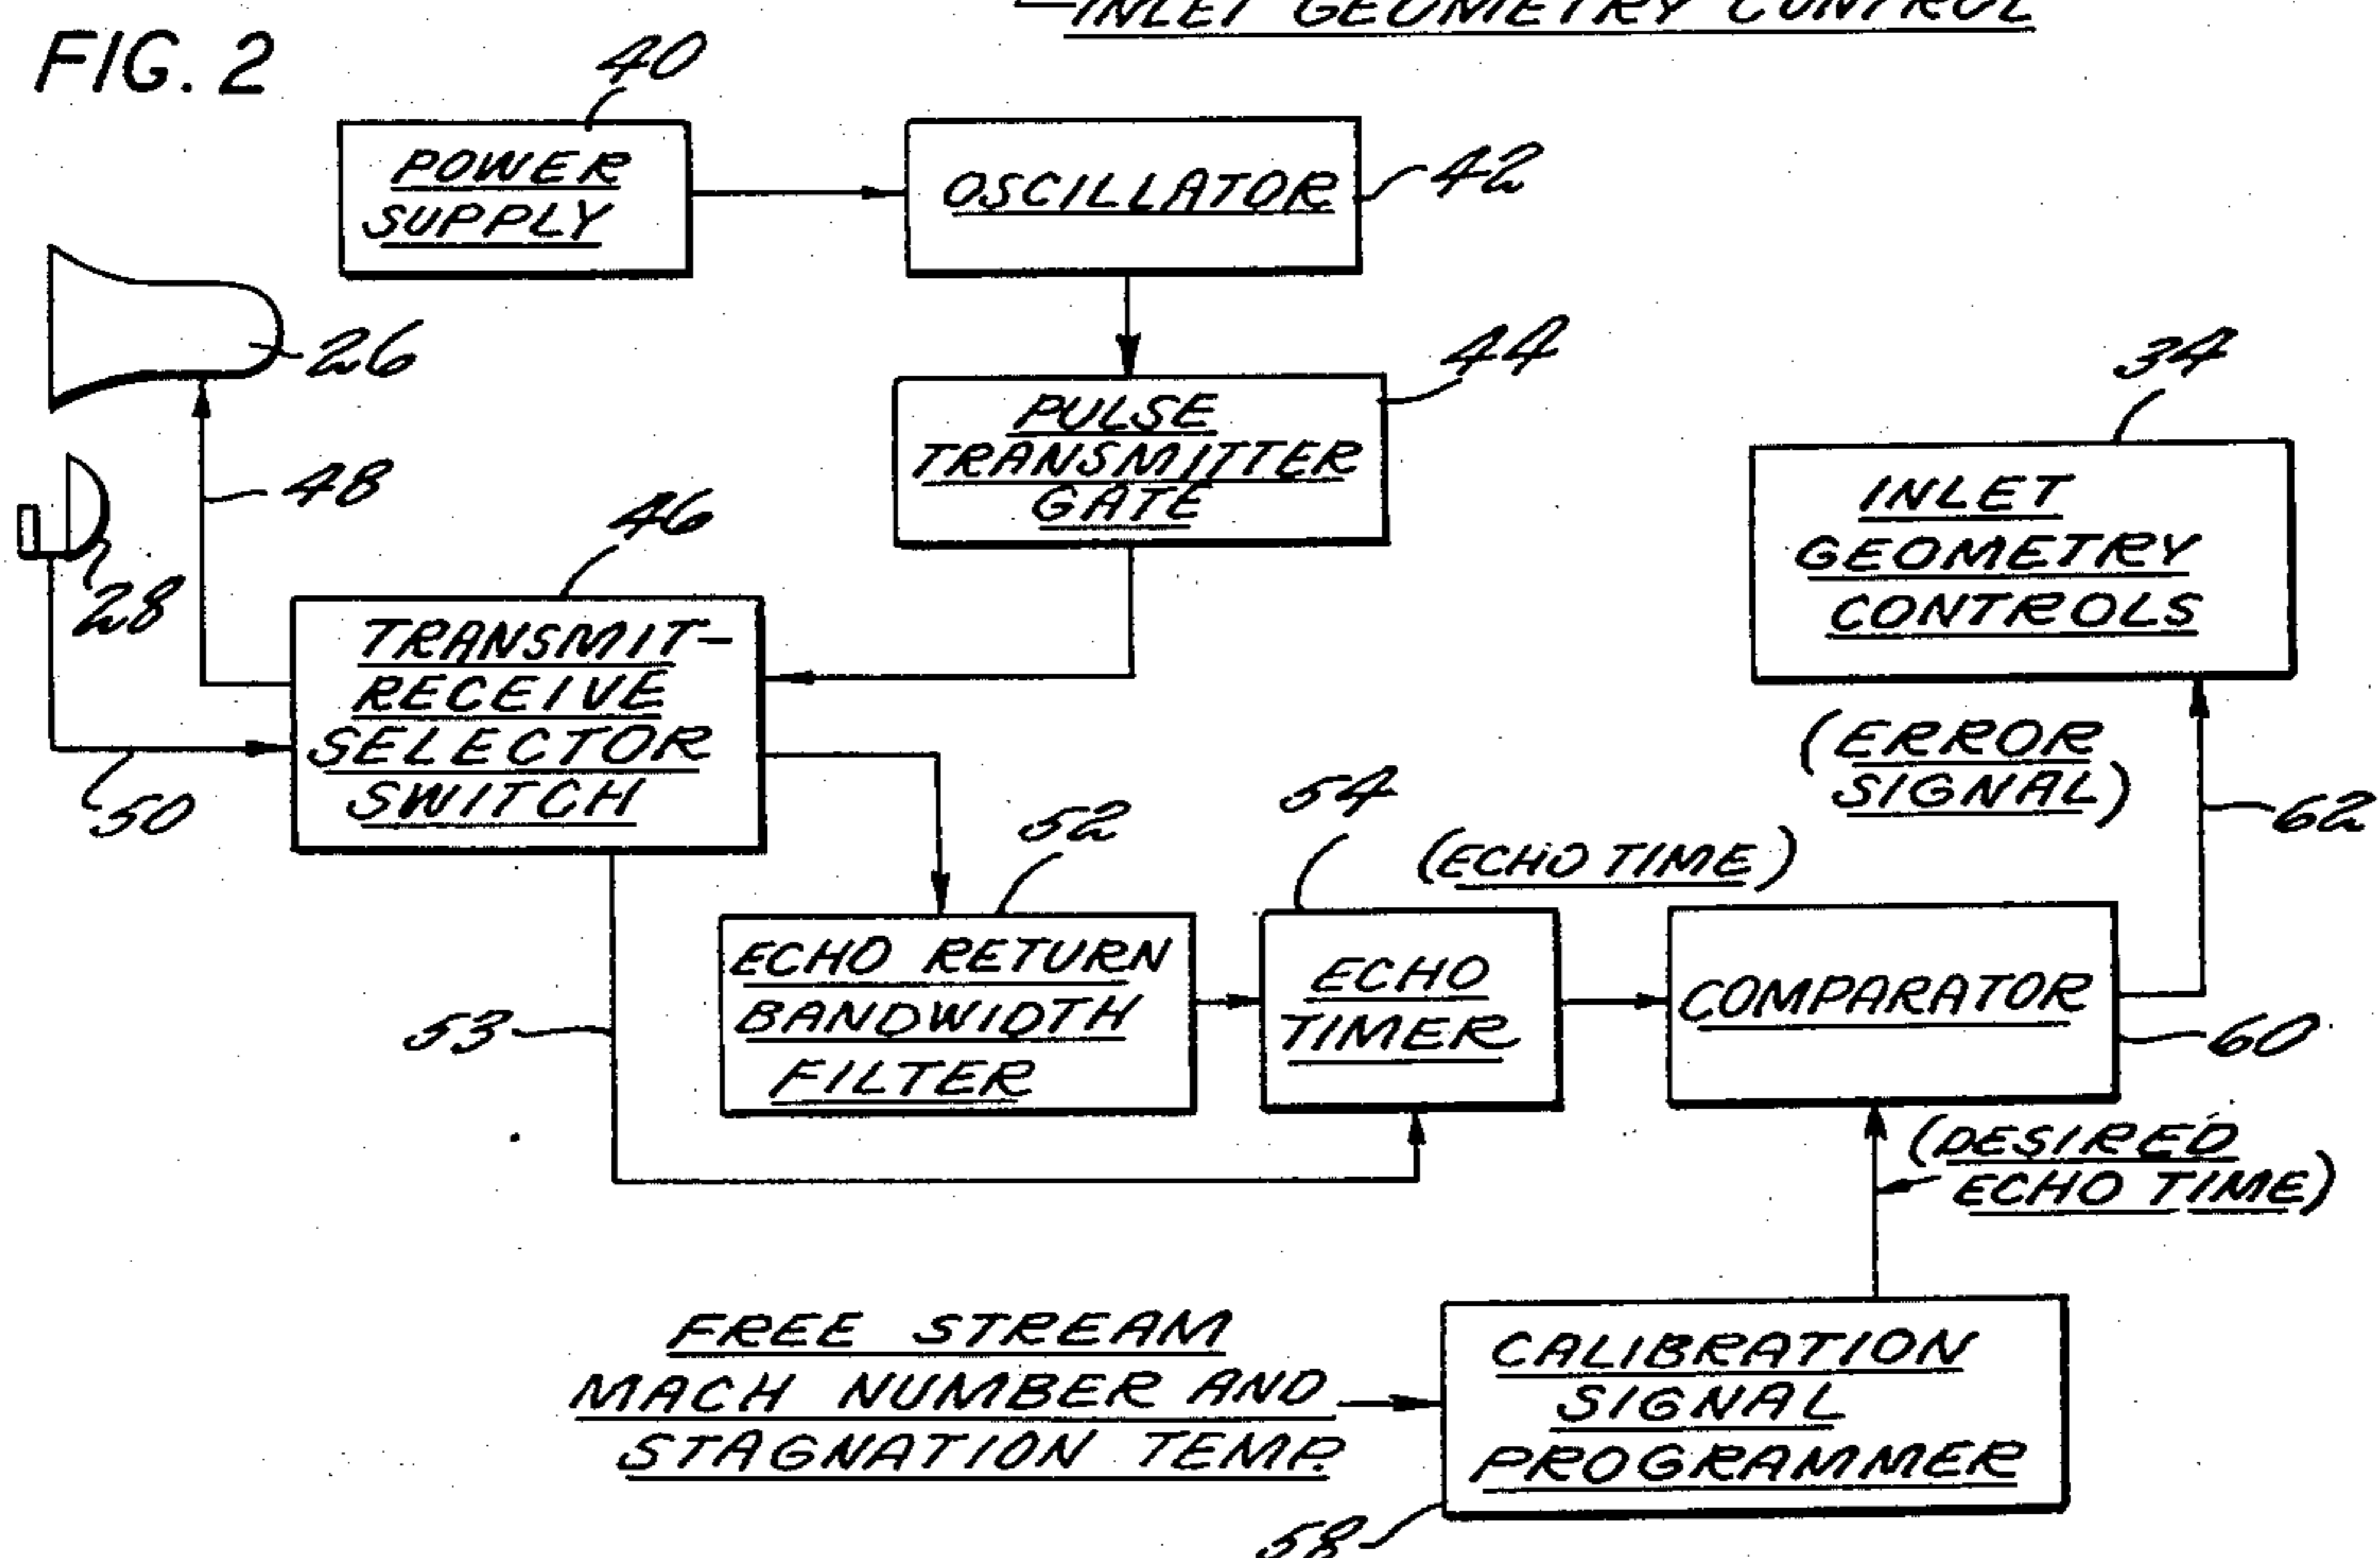 INLET GEOMETRY CONTROL
FIG. 2
40
POWER
SUPPLY
OSCILLATOR
42
26
44
PULSE
TRANSMITTER
GATE
34
INLET
GEOMETRY
CONTROLS
48
28
46
TRANSMIT-
RECEIVE
SELECTOR
SWITCH
50
(ERROR
SIGNAL)
62
52
54
(ECHO TIME)
ECHO RETURN
BANDWIDTH
FILTER
53
ECHO
TIMER
COMPARATOR
60
(DESIRED
ECHO TIME)
FREE STREAM
MACH NUMBER AND
STAGNATION TEMP.
CALIBRATION
SIGNAL
PROGRAMMER
58